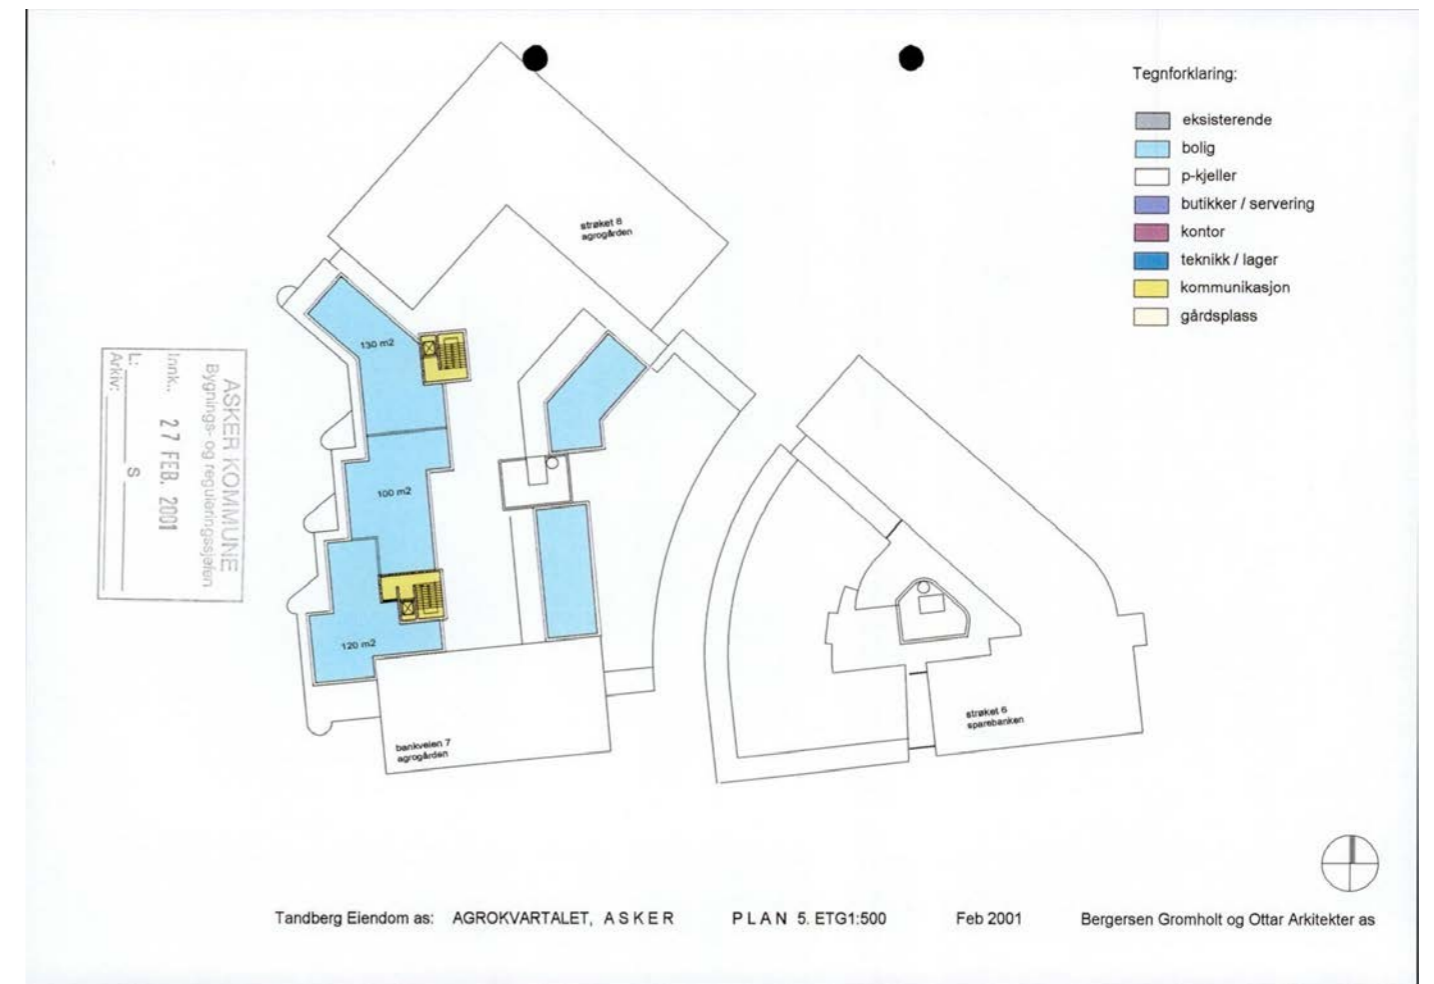 Tegnforklaring:
eksisterende
bolig
p-kjeller
butikker / servering
kontor
teknikk / lager
kommunikasjon
gårdsplass
strøket 8
agrogården
130 m2
100 m2
120 m2
bankveien 7
agrogården
strøket 6
sparebanken
ASKER KOMMUNE
Bygnings- og reguleringssjefen
Innk.. 27 FEB. 2001
L: S
Arkiv:
Tandberg Eiendom as: AGROKVARTALET, ASKER PLAN 5. ETG1:500 Feb 2001 Bergersen Gromholt og Ottar Arkitekter as